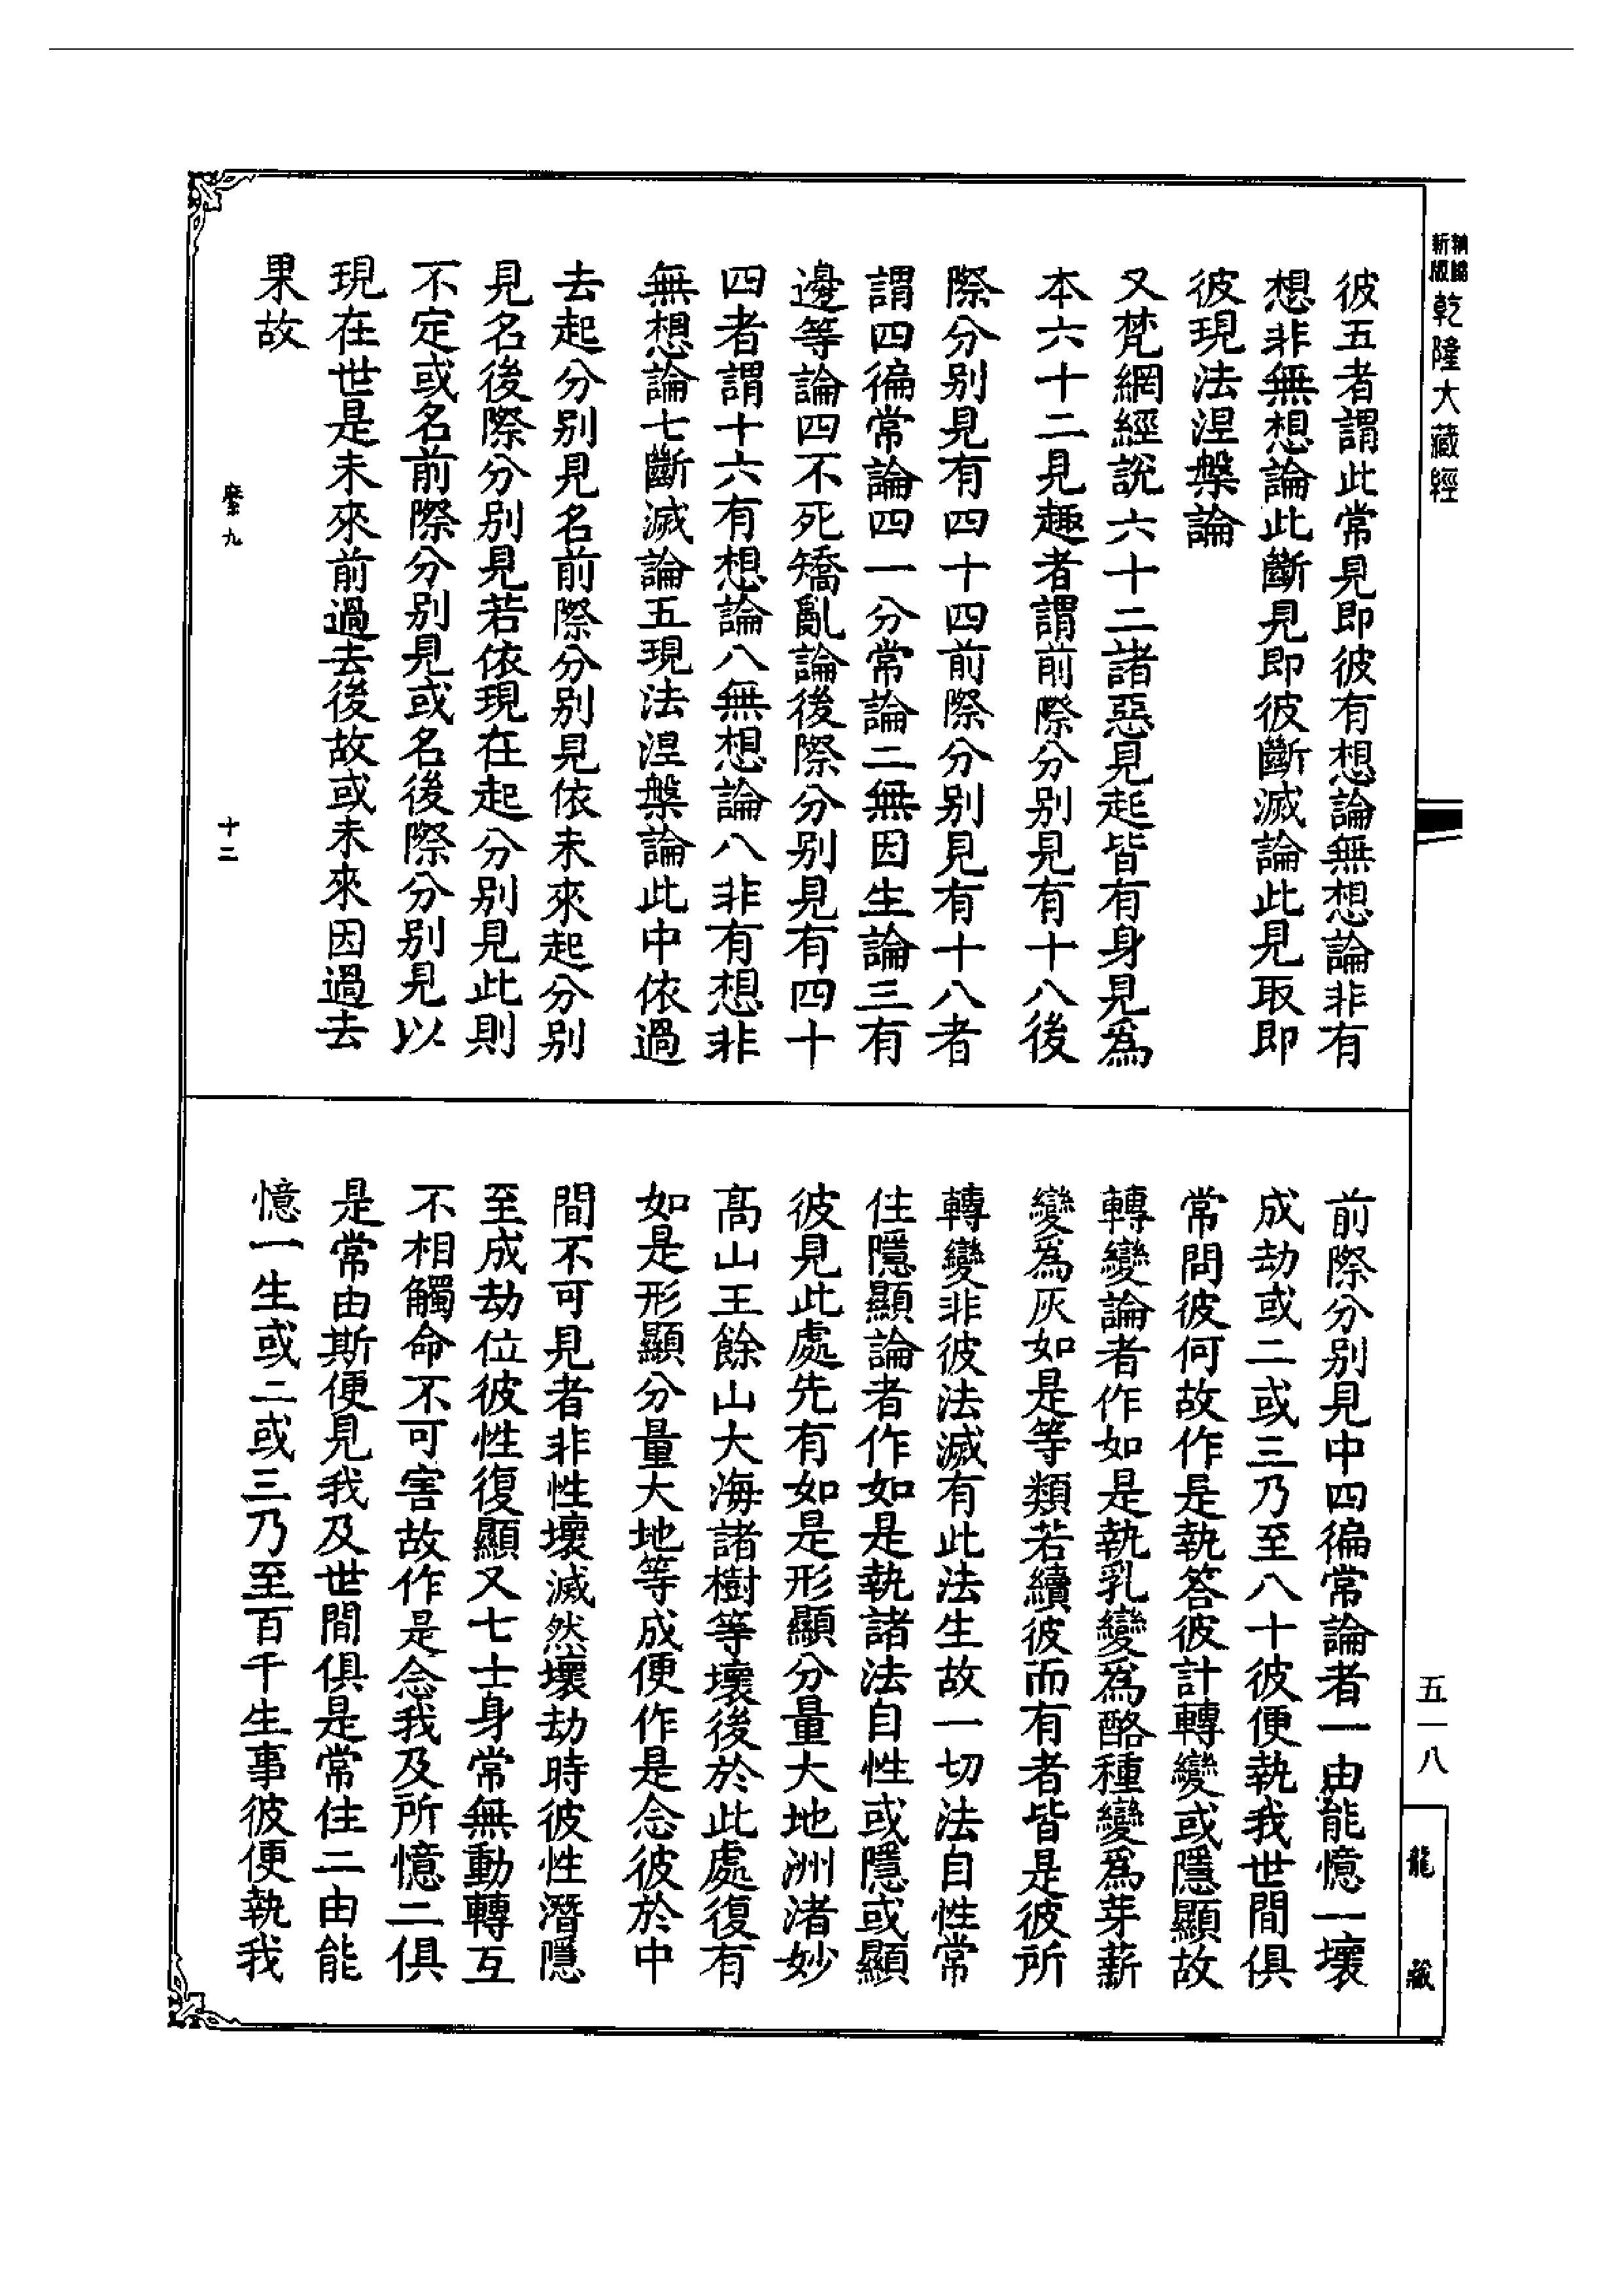 新編
縮版
乾隆大藏經
彼五者謂此常見即彼有想論無想論非有
想非無想論此斷見即彼斷滅論此見取即
彼現法涅槃論
又梵網經說六十二諸惡見趣皆有身見爲
本六十二見趣者謂前際分別見有十八後
際分別見有四十四前際分別見有十八者
謂四徧常論四一分常論二無因生論三有
邊等論四不死矯亂論後際分別見有四十
四者謂十六有想論八無想論八非有想非
無想論七斷滅論五現法涅槃論此中依過
去起分別見名前際分別見依未來起分別
見名後際分別見若依現在起分別見此則
不定或名前際分別見或名後際分別見以
現在世是未來前過去後故或未來因過去
果故
縻九
十二
前際分別見中四徧常論者一由能憶一壞
成劫或二或三乃至八十彼便執我世間俱
常問彼何故作是執答彼計轉變或隱顯故
轉變論者作如是執乳變爲酪種變爲芽薪
變爲灰如是等類若續彼而有者皆是彼所
轉變非彼法滅有此法生故一切法自性常
住隱顯論者作如是執諸法自性或隱或顯
彼見此處先有如是形顯分量大地洲渚妙
高山王餘山大海諸樹等壞後於此處復有
如是形顯分量大地等成便作是念彼於中
間不可見者非性壞滅然壞劫時彼性潛隱
至成劫位彼性復顯又七士身常無動轉互
不相觸命不可害故作是念我及所憶二俱
是常由斯便見我及世間俱是常住二由能
憶一生或二或三乃至百千生事彼便執我
五一八
龍藏